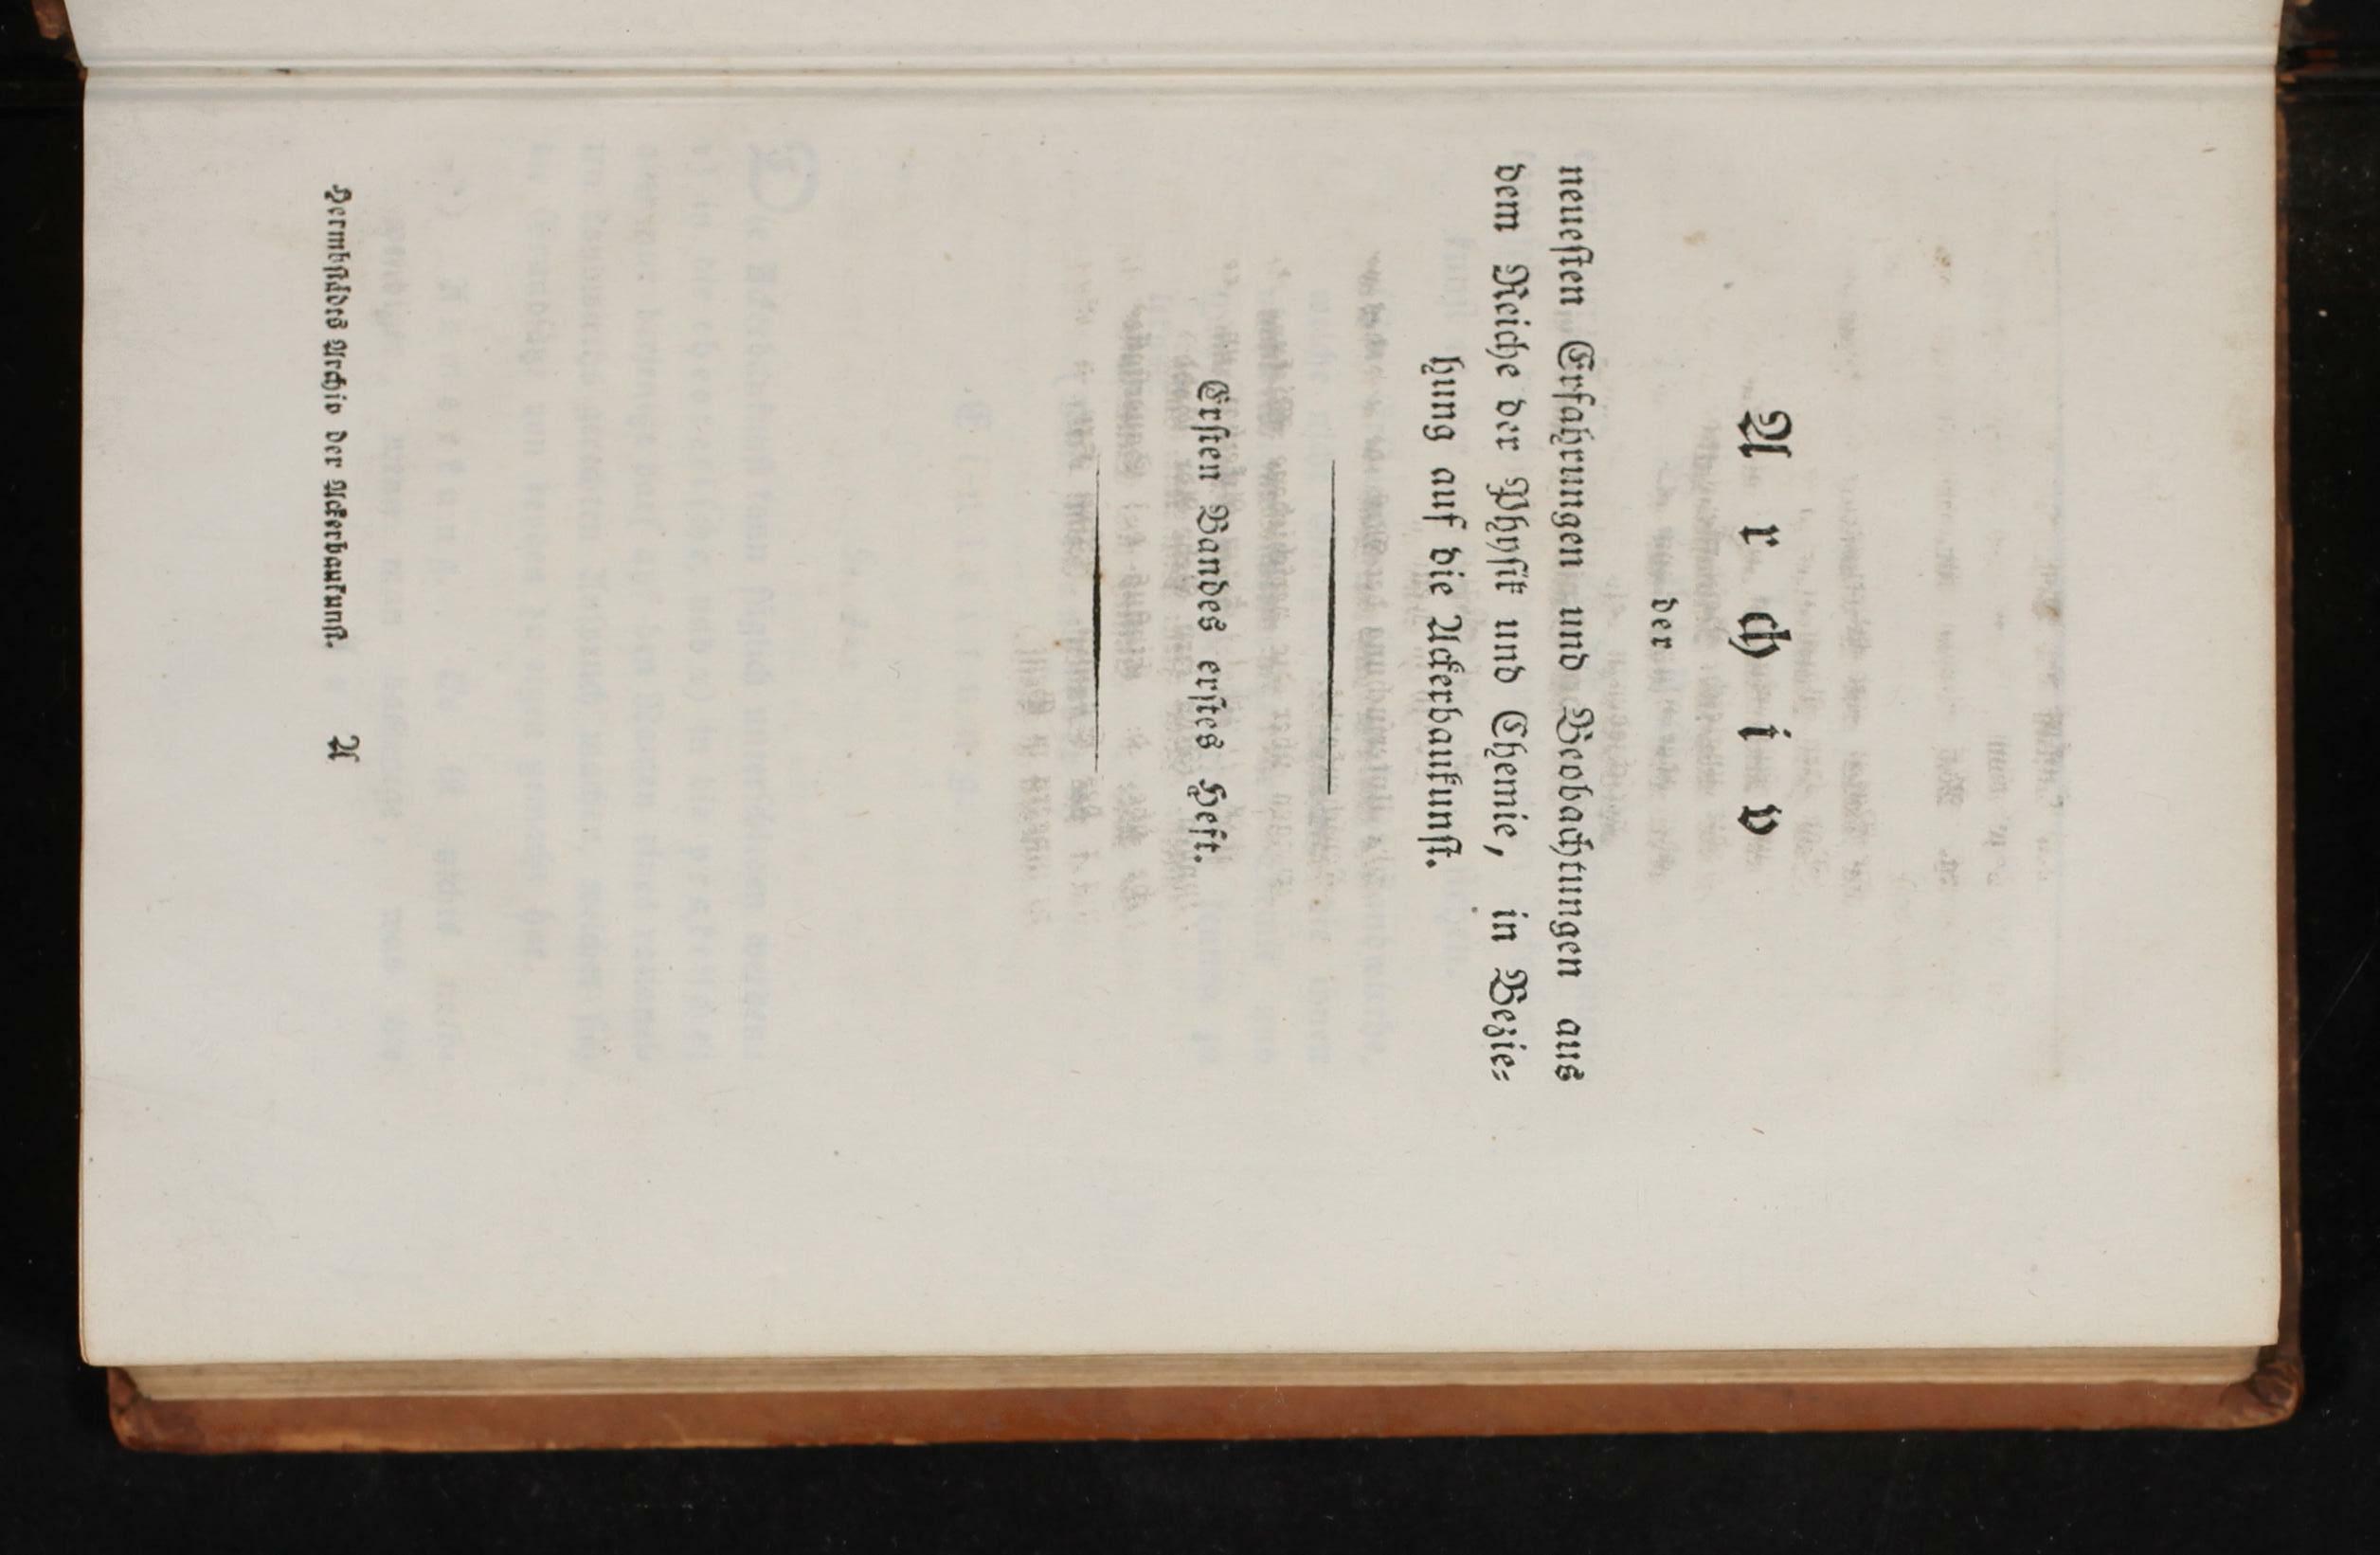 Archiv
der
neueſten Erfahrungen und Beobachtungen aus
dem Reiche der Phyſik und Chemie, in Bezie-
hung auf die Ackerbaukunſt.
Erſten Bandes erſtes Heft.
Hermbſtädts Archiv der Ackerbaukunſt. A